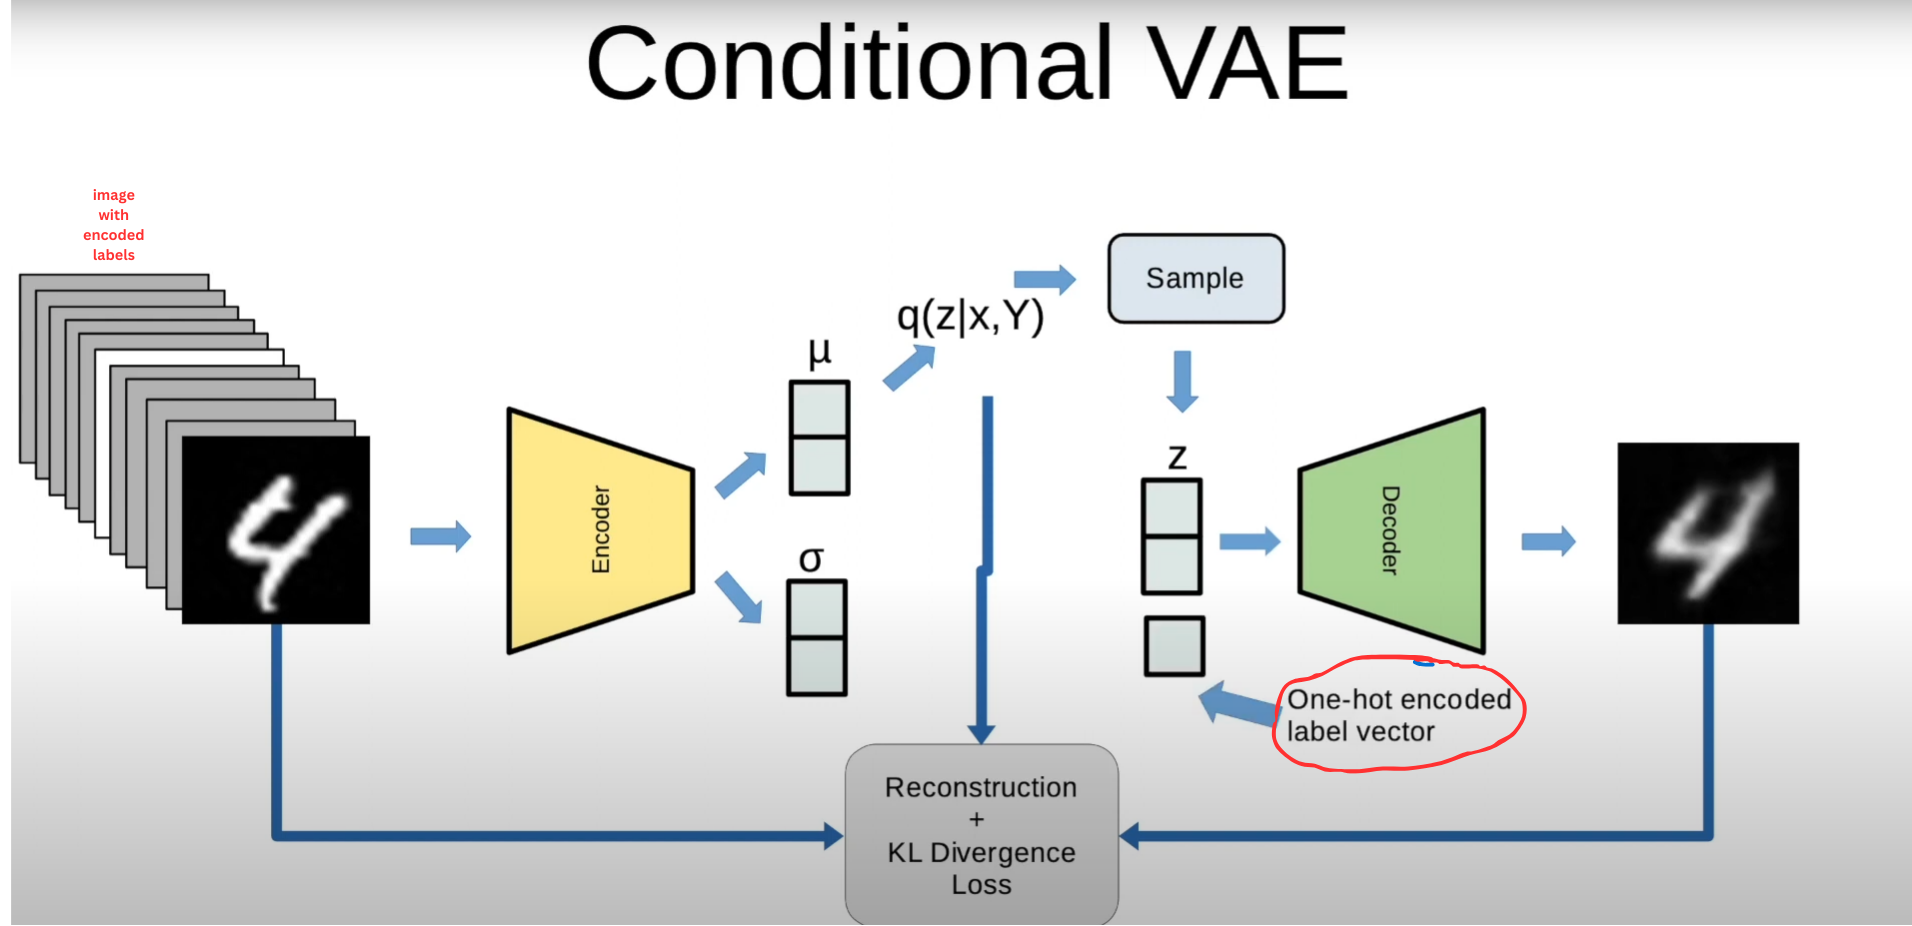 Conditional VAE
image
with
encoded
labels
Encoder
μ
σ
q(z|x,Y)
Sample
z
Decoder
One-hot encoded
label vector
Reconstruction
+
KL Divergence
Loss